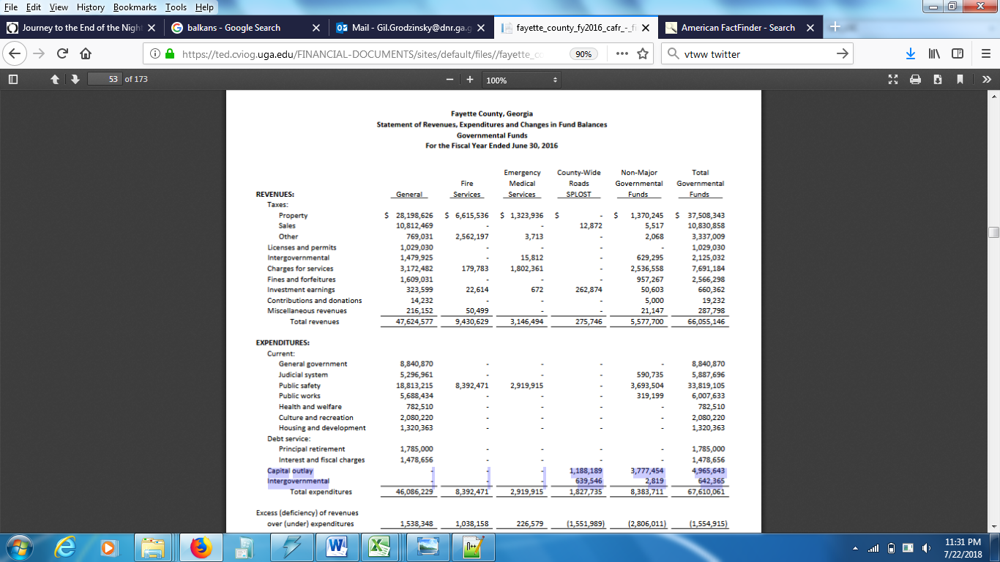 File Edit View History Bookmarks Tools Help
Journey to the End of the Nigh
balkans - Google Search
Mail - Gil.Grodzinsky@dnr.ga.g
fayette_county_fy2016_cafr_-_fi
American FactFinder - Search
https://ted.cviog.uga.edu/FINANCIAL-DOCUMENTS/sites/default/files//fayette_co 90% vtww twitter
53 of 173 100%
Fayette County, Georgia
Statement of Revenues, Expenditures and Changes in Fund Balances
Governmental Funds
For the Fiscal Year Ended June 30, 2016
Emergency County-Wide Non-Major Total
Fire Medical Roads Governmental Governmental
REVENUES: General Services Services SPLOST Funds Funds
Taxes:
Property $ 28,198,626 $ 6,615,536 $ 1,323,936 $ - $ 1,370,245 $ 37,508,343
Sales 10,812,469 - - 12,872 5,517 10,830,858
Other 769,031 2,562,197 3,713 - 2,068 3,337,009
Licenses and permits 1,029,030 - - - - 1,029,030
Intergovernmental 1,479,925 - 15,812 - 629,295 2,125,032
Charges for services 3,172,482 179,783 1,802,361 - 2,536,558 7,691,184
Fines and forfeitures 1,609,031 - - - 957,267 2,566,298
Investment earnings 323,599 22,614 672 262,874 50,603 660,362
Contributions and donations 14,232 - - - 5,000 19,232
Miscellaneous revenues 216,152 50,499 - - 21,147 287,798
Total revenues 47,624,577 9,430,629 3,146,494 275,746 5,577,700 66,055,146
EXPENDITURES:
Current:
General government 8,840,870 - - - - 8,840,870
Judicial system 5,296,961 - - - 590,735 5,887,696
Public safety 18,813,215 8,392,471 2,919,915 - 3,693,504 33,819,105
Public works 5,688,434 - - - 319,199 6,007,633
Health and welfare 782,510 - - - - 782,510
Culture and recreation 2,080,220 - - - - 2,080,220
Housing and development 1,320,363 - - - - 1,320,363
Debt service:
Principal retirement 1,785,000 - - - - 1,785,000
Interest and fiscal charges 1,478,656 - - - - 1,478,656
Capital outlay - - - 1,188,189 3,777,454 4,965,643
Intergovernmental - - - 639,546 2,819 642,365
Total expenditures 46,086,229 8,392,471 2,919,915 1,827,735 8,383,711 67,610,061
Excess (deficiency) of revenues
over (under) expenditures 1,538,348 1,038,158 226,579 (1,551,989) (2,806,011) (1,554,915)
11:31 PM
7/22/2018